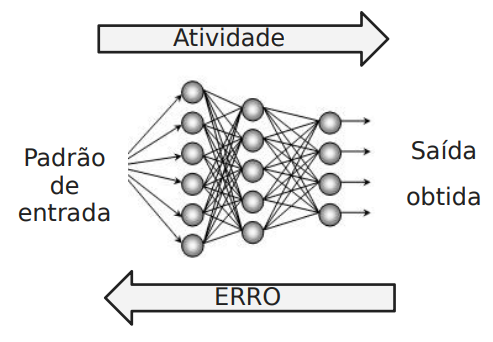 Atividade
Padrão
de
entrada
Saída
obtida
ERRO